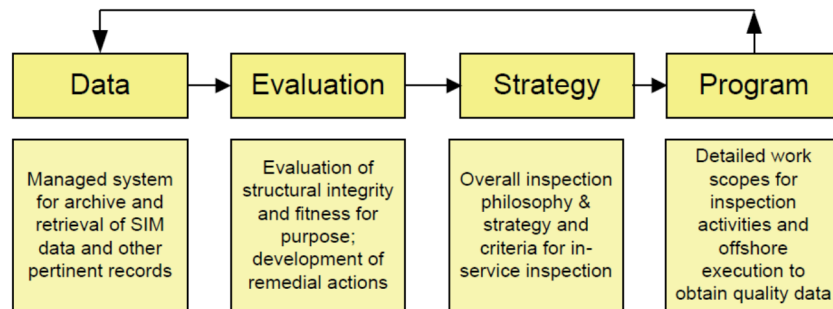 Data
Evaluation
Strategy
Program
Managed system
for archive and
retrieval of SIM
data and other
pertinent records
Evaluation of
structural integrity
and fitness for
purpose;
development of
remedial actions
Overall inspection
philosophy &
strategy and
criteria for in-
service inspection
Detailed work
scopes for
inspection
activities and
offshore
execution to
obtain quality data